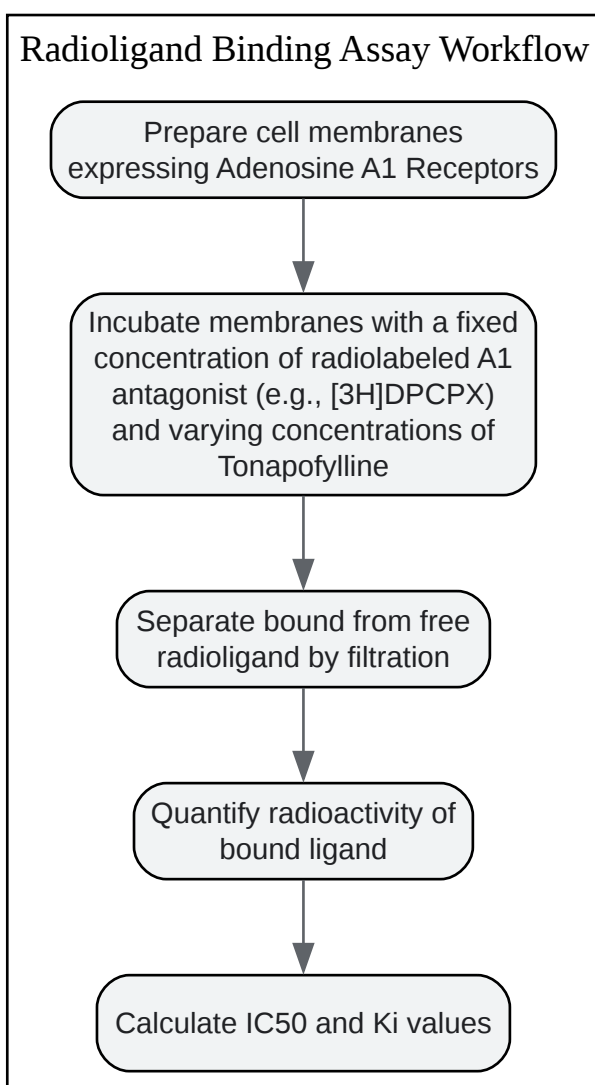 Radioligand Binding Assay Workflow
Prepare cell membranes
expressing Adenosine A1 Receptors
Incubate membranes with a fixed
concentration of radiolabeled A1
antagonist (e.g., [3H]DPCPX)
and varying concentrations of
Tonapofylline
Separate bound from free
radioligand by filtration
Quantify radioactivity of
bound ligand
Calculate IC50 and Ki values